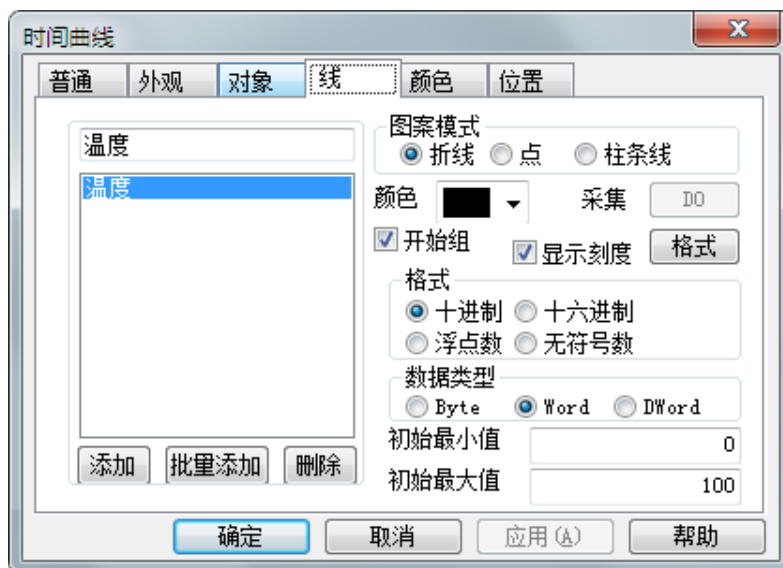 时间曲线
普通 外观 对象 线 颜色 位置
温度
温度
添加 批量添加 删除
图案模式
折线 点 柱条线
颜色 采集 DO
开始组 显示刻度 格式
格式
十进制 十六进制
浮点数 无符号数
数据类型
Byte Word DWord
初始最小值 0
初始最大值 100
确定 取消 应用(A) 帮助